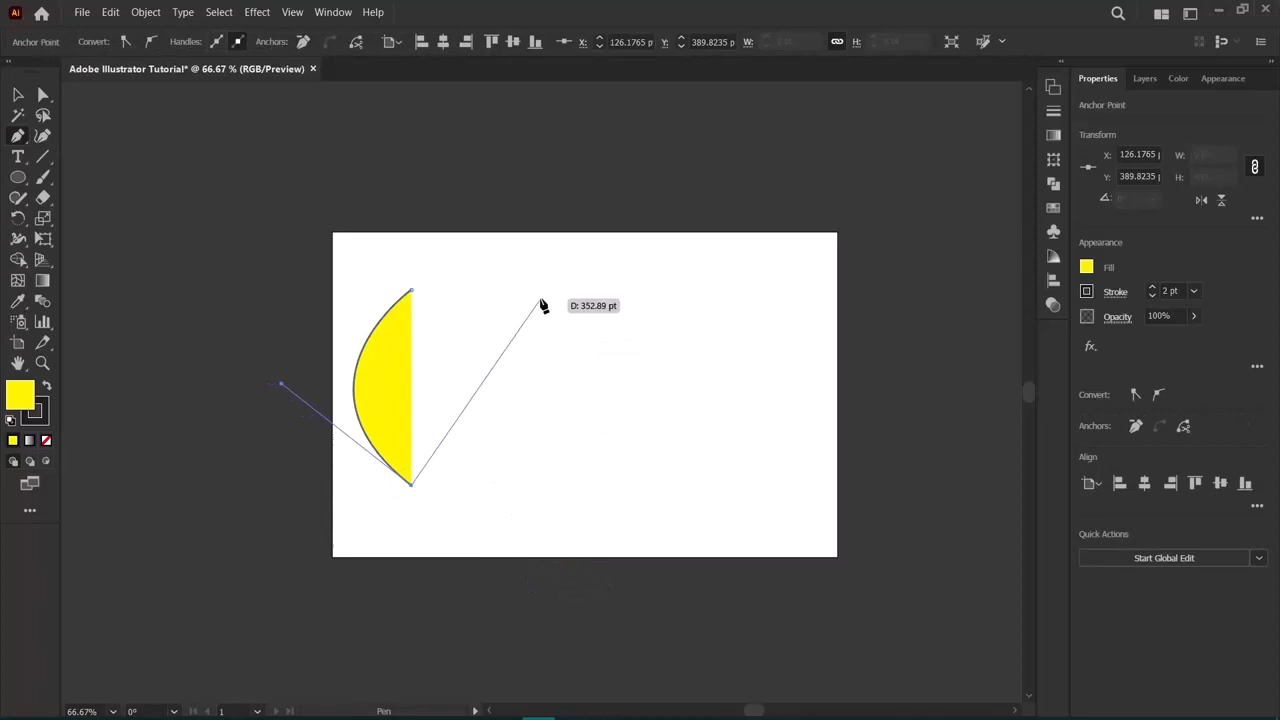 Ai File Edit Object Type Select Effect View Window Help
Anchor Point Convert: Handles: Anchors: X: 126.1765 p Y: 389.8235 p W: H:
Adobe Illustrator Tutorial* @ 66.67 % (RGB/Preview) ×
Properties Layers Color Appearance
Anchor Point
Transform
X: 126.1765 p W:
Y: 389.8235 p H:
Appearance
Fill
Stroke 2 pt
Opacity 100%
fx.
D: 352.89 pt
Convert:
Anchors:
Align
Quick Actions
Start Global Edit
66.67% 0° 1 Pen